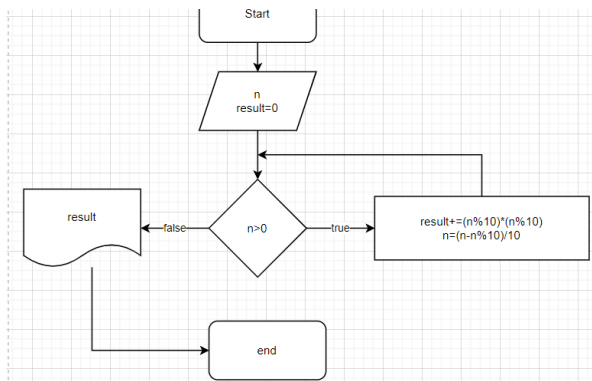 Start
n
result=0
result
false
n>0
true
result+=(n%10)*(n%10)
n=(n-n%10)/10
end